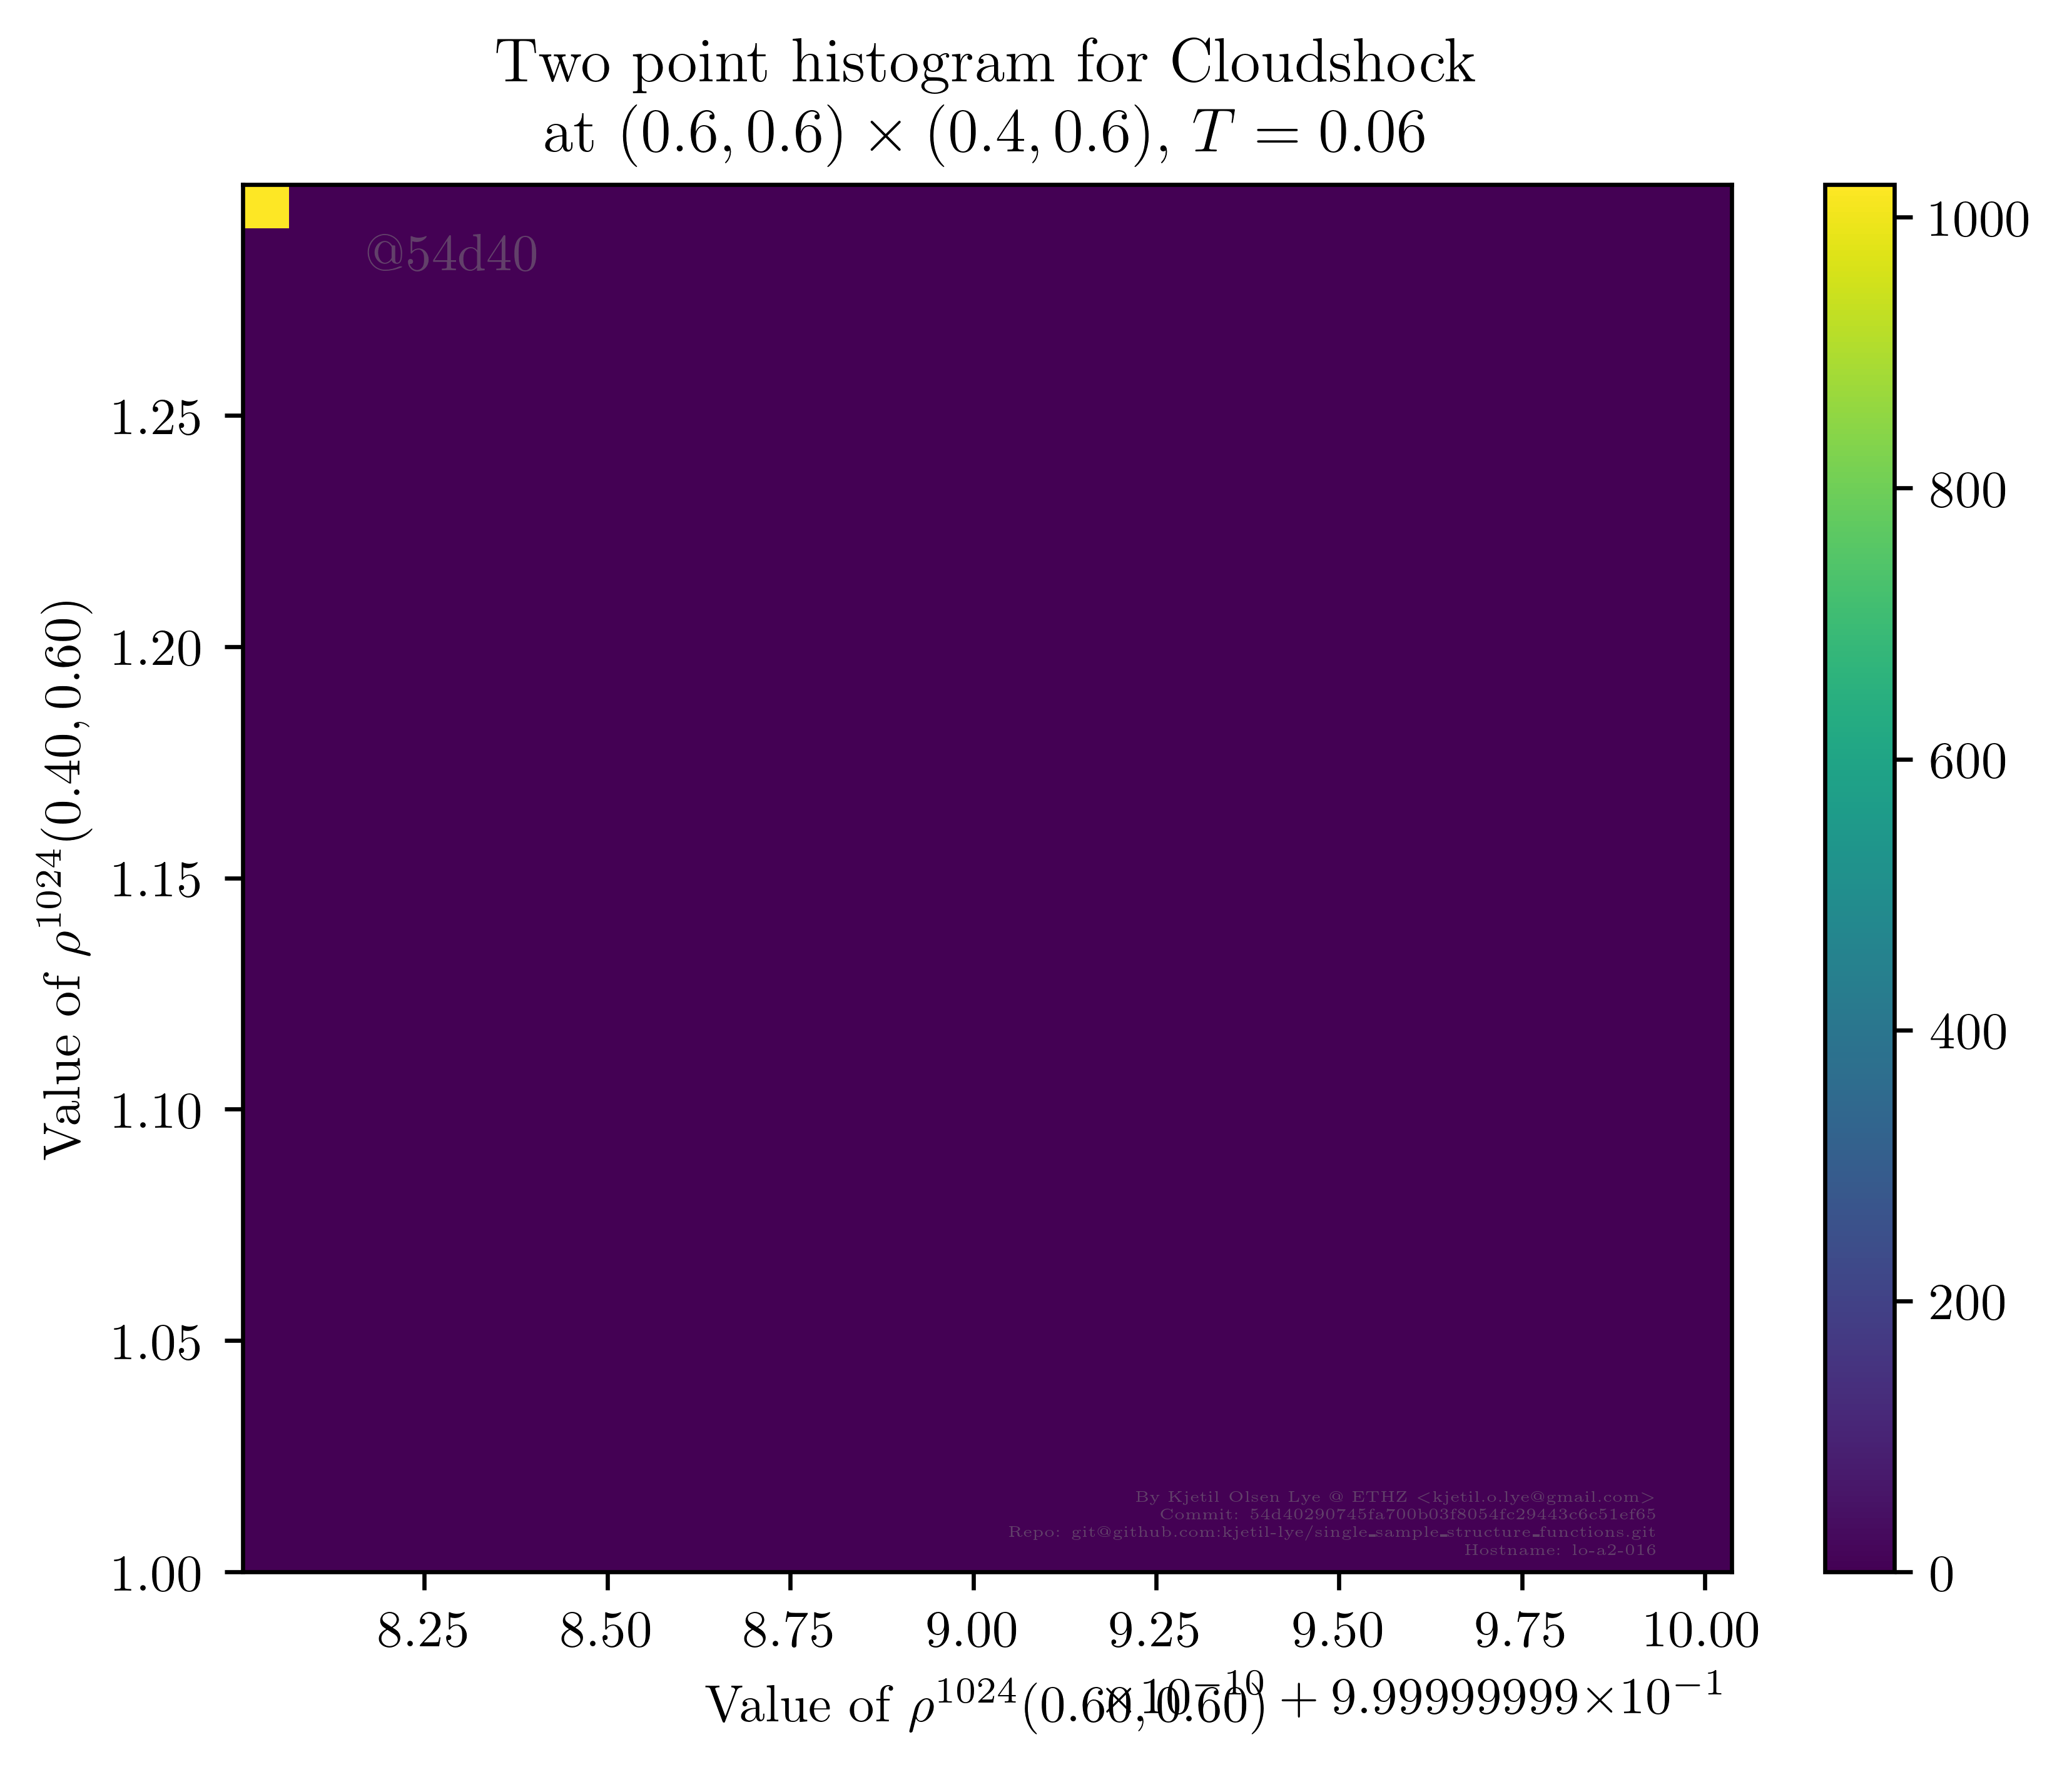 Two point histogram for Cloudshock
at (0.6, 0.6) × (0.4, 0.6), T = 0.06
@54d40
1000
800
600
400
200
0
1.25
1.20
1.15
1.10
1.05
1.00
Value of ρ^1024(0.40, 0.60)
By Kjetil Olsen Lye @ ETHZ <kjetil.o.lye@gmail.com>
Commit: 54d40290745fa700b03f8054fc29443c6c51ef65
Repo: git@github.com:kjetil-lye/single_sample_structure_functions.git
Hostname: lo-a2-016
8.25 8.50 8.75 9.00 9.25 9.50 9.75 10.00
×10^−10 + 9.99999999×10^−1
Value of ρ^1024(0.60, 0.60)